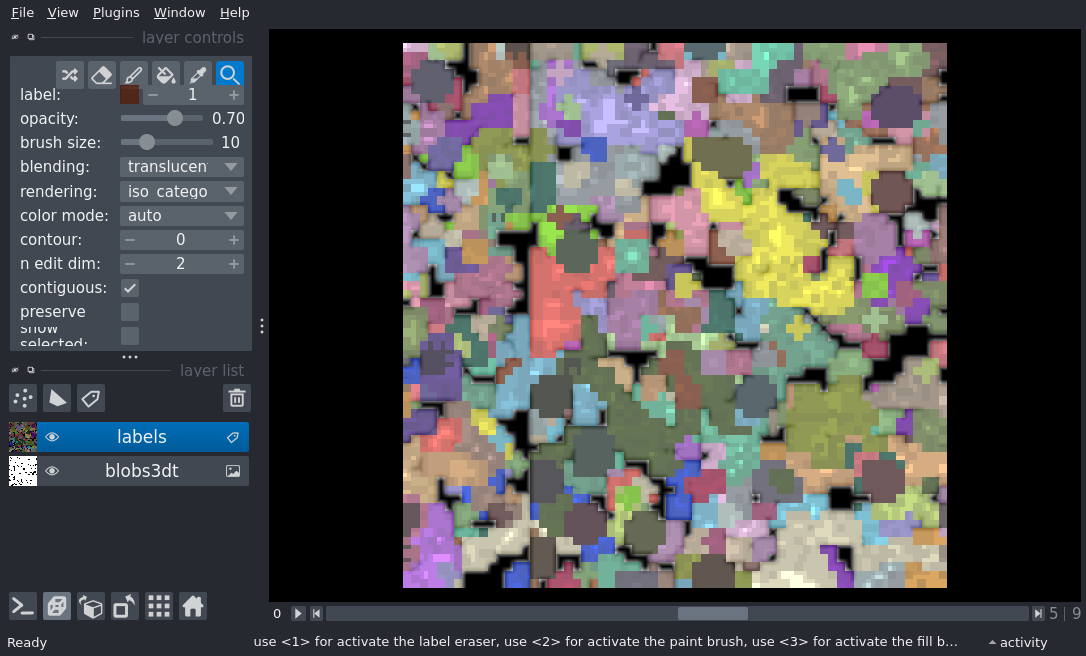 File View Plugins Window Help
layer controls
label: 1
opacity: 0.70
brush size: 10
blending: translucen
rendering: iso_catego
color mode: auto
contour: 0
n edit dim: 2
contiguous:
preserve
show
selected:
layer list
labels
blobs3dt
0 5 9
Ready use <1> for activate the label eraser, use <2> for activate the paint brush, use <3> for activate the fill b... activity